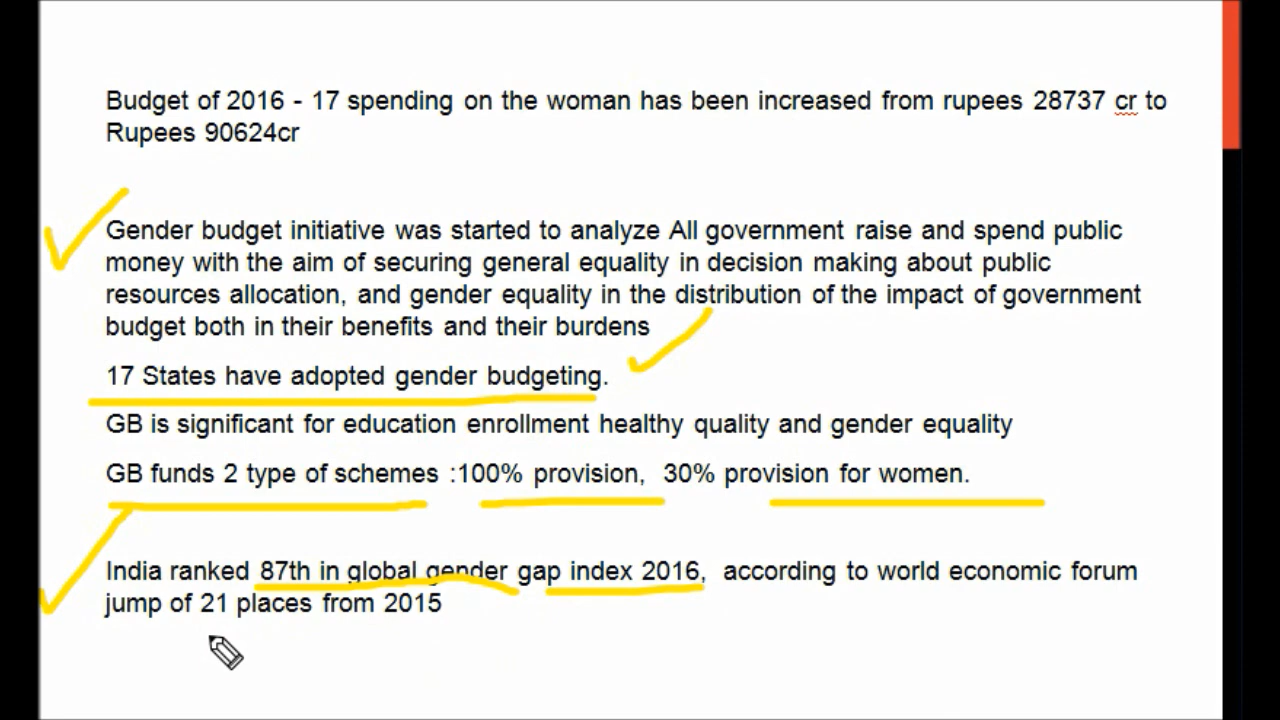 Budget of 2016 - 17 spending on the woman has been increased from rupees 28737 cr to
Rupees 90624cr
Gender budget initiative was started to analyze All government raise and spend public
money with the aim of securing general equality in decision making about public
resources allocation, and gender equality in the distribution of the impact of government
budget both in their benefits and their burdens
17 States have adopted gender budgeting.
GB is significant for education enrollment healthy quality and gender equality
GB funds 2 type of schemes :100% provision, 30% provision for women.
India ranked 87th in global gender gap index 2016, according to world economic forum
jump of 21 places from 2015